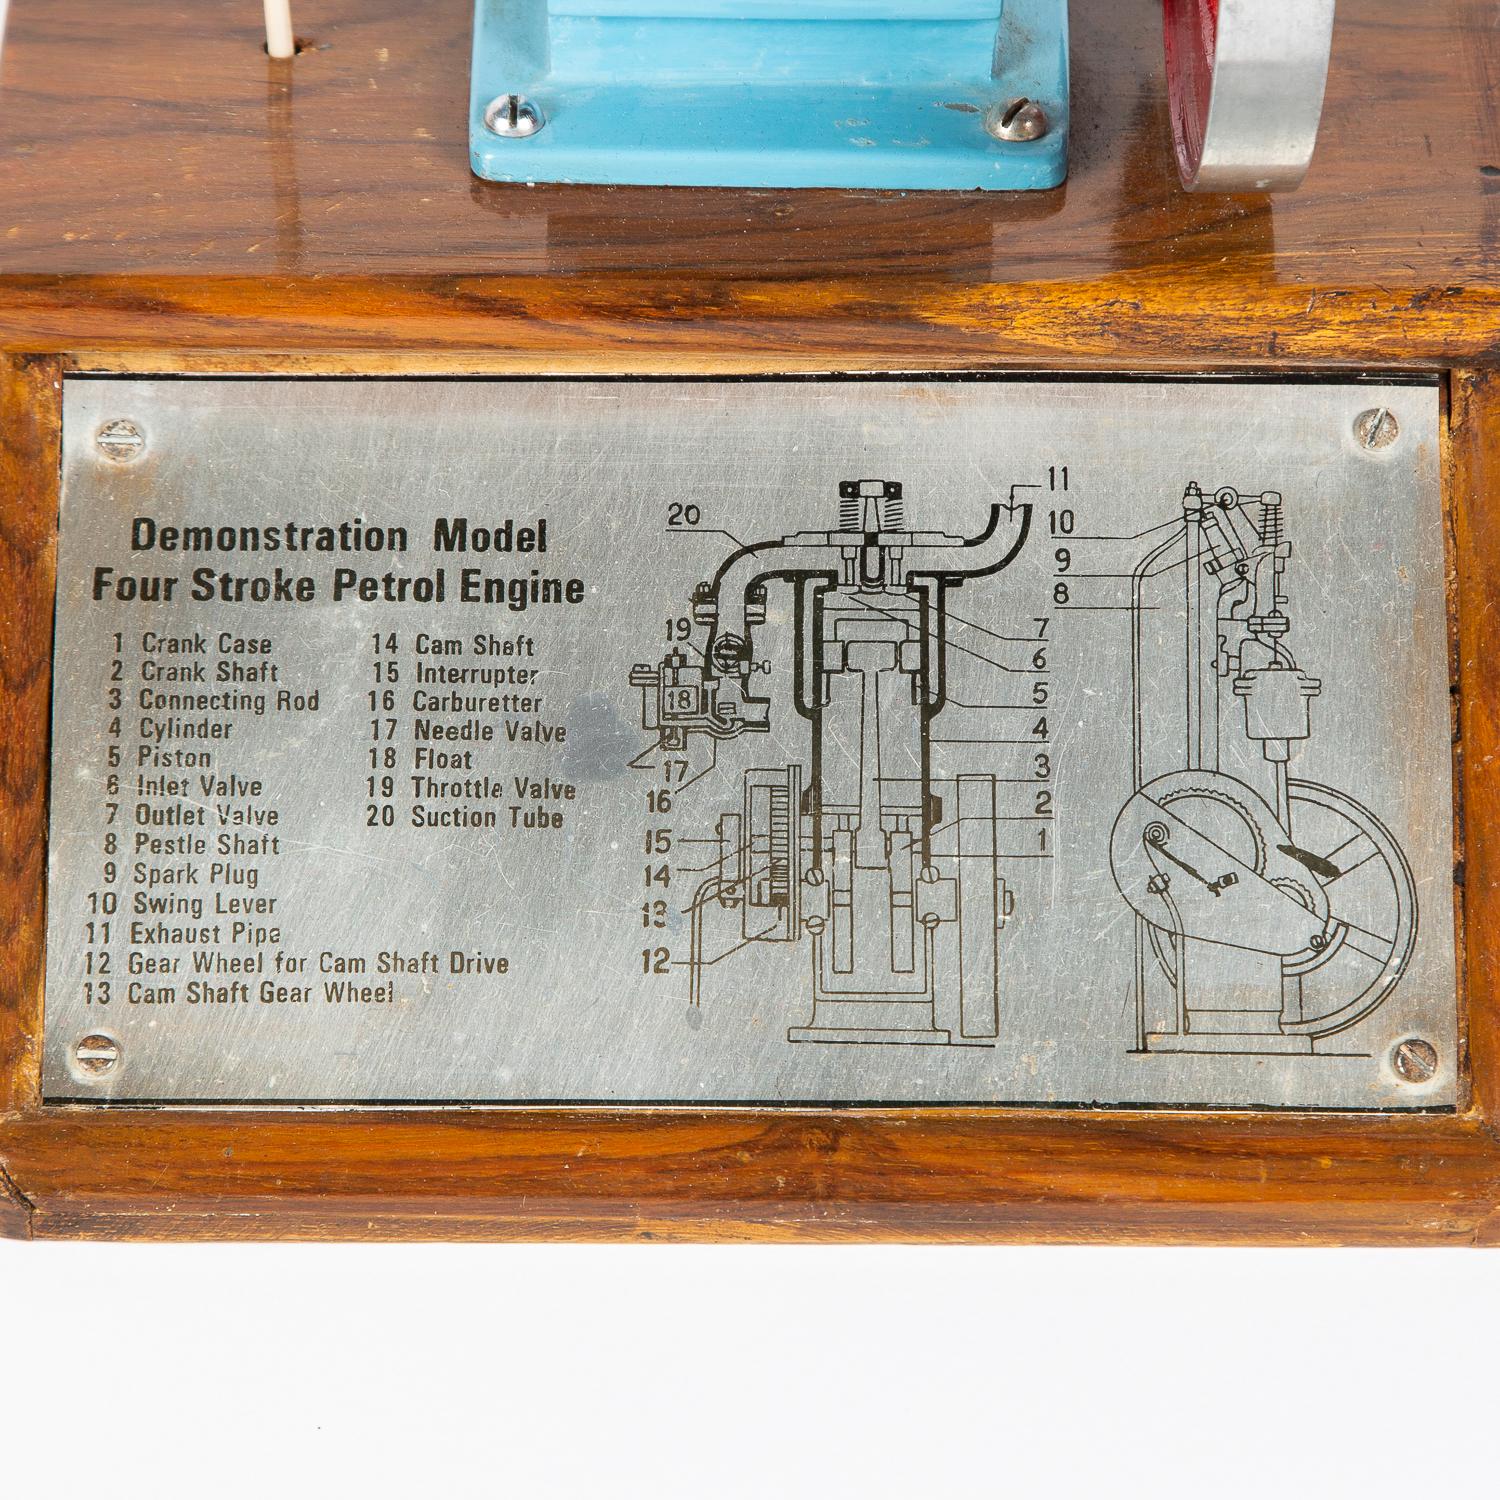 Demonstration Model
Four Stroke Petrol Engine
1 Crank Case
2 Crank Shaft
3 Connecting Rod
4 Cylinder
5 Piston
6 Inlet Valve
7 Outlet Valve
8 Pestle Shaft
9 Spark Plug
10 Swing Lever
11 Exhaust Pipe
12 Gear Wheel for Cam Shaft Drive
13 Cam Shaft Gear Wheel
14 Cam Shaft
15 Interrupter
16 Carburetter
17 Needle Valve
18 Float
19 Throttle Valve
20 Suction Tube
20
19
18
17
16
15
14
13
12
11
10
9
8
7
6
5
4
3
2
1